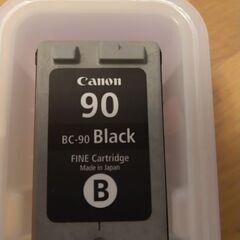 Canon
90
BC-90 Black
FINE Cartridge
Made in Japan
B